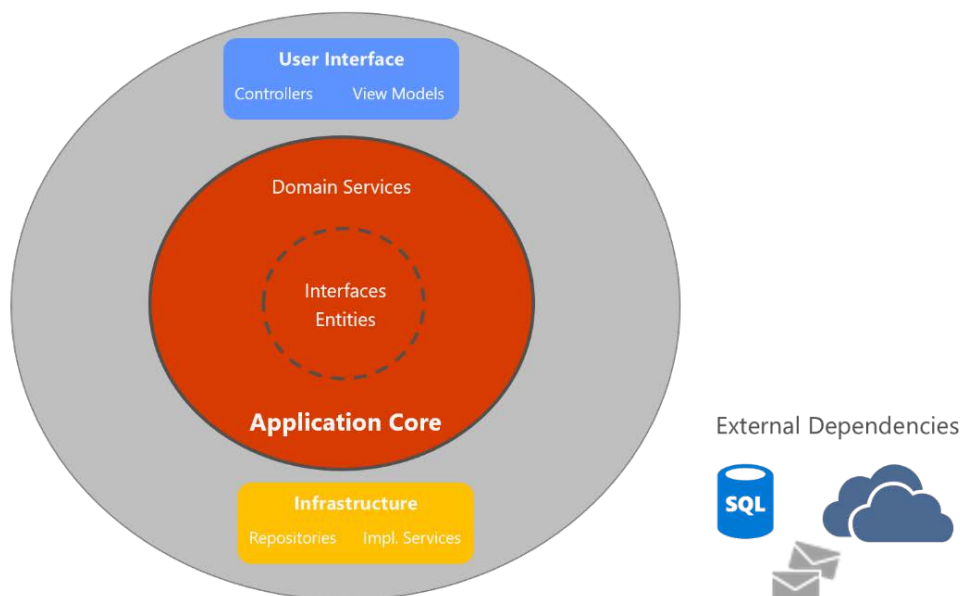 User Interface
Controllers View Models
Domain Services
Interfaces
Entities
Application Core
Infrastructure
Repositories Impl. Services
External Dependencies
SQL